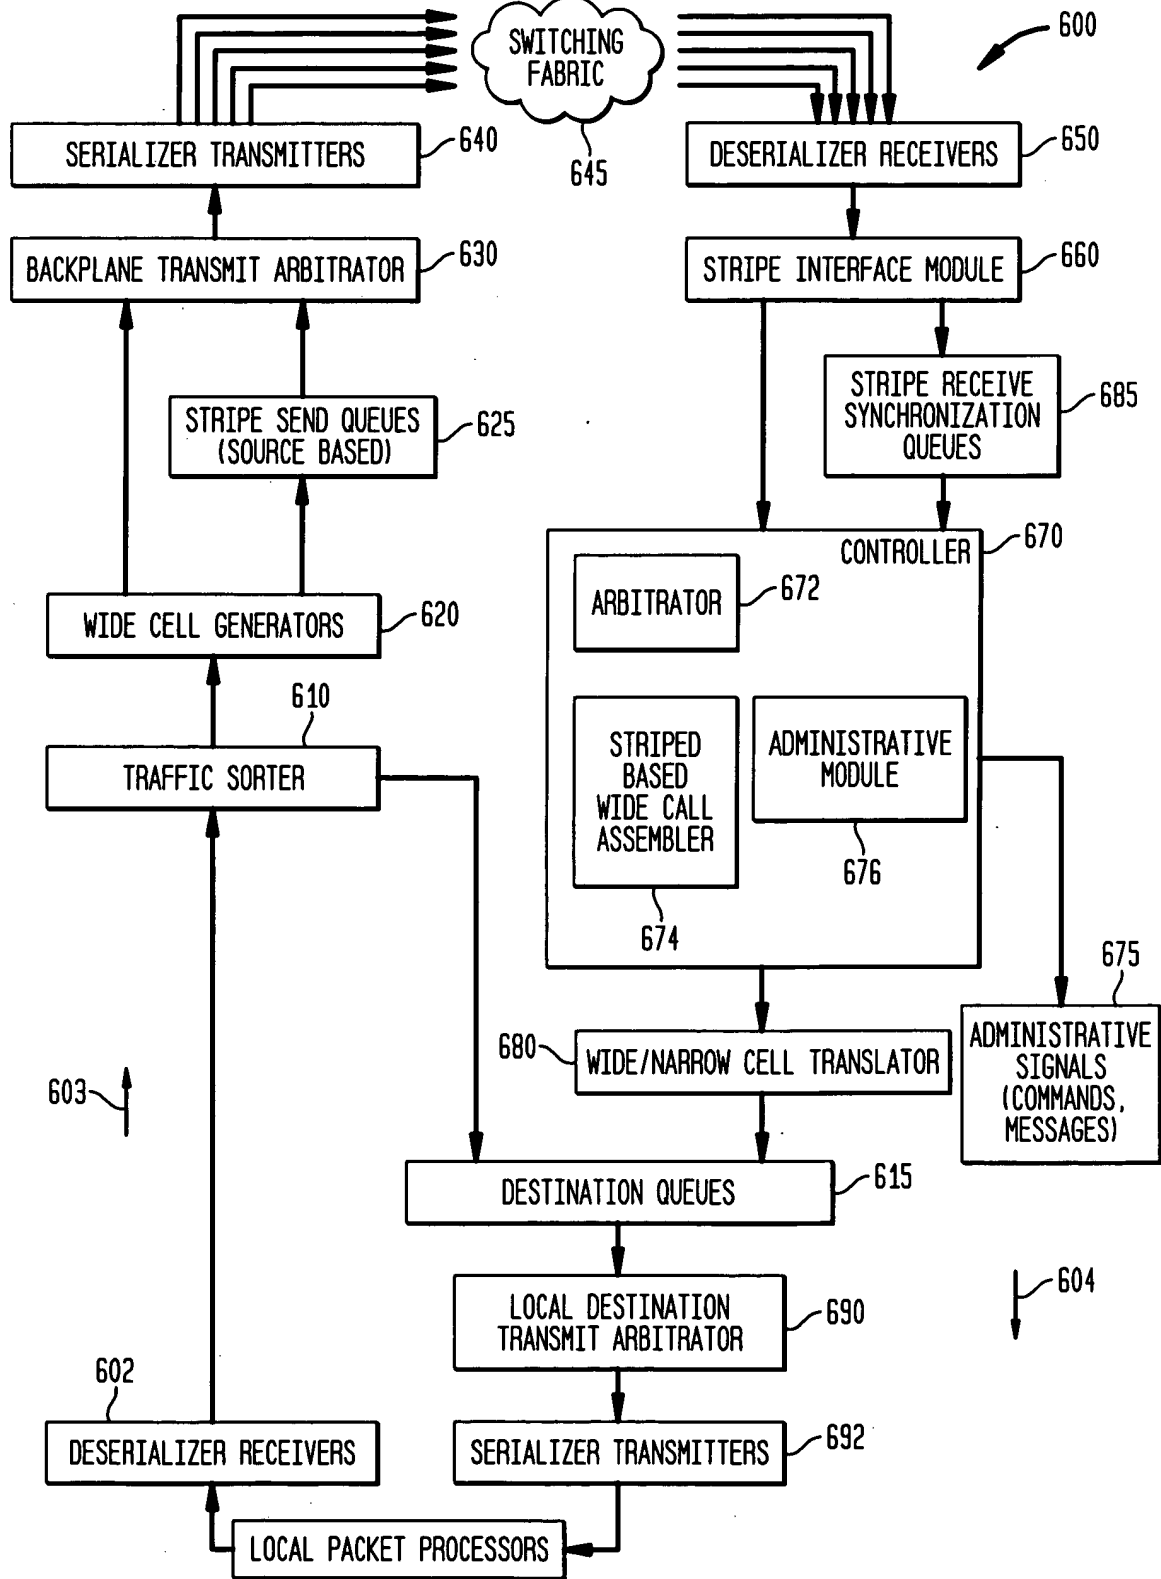 SWITCHING
FABRIC
600
645
SERIALIZER TRANSMITTERS
640
DESERIALIZER RECEIVERS
650
BACKPLANE TRANSMIT ARBITRATOR
630
STRIPE INTERFACE MODULE
660
STRIPE SEND QUEUES
(SOURCE BASED)
625
STRIPE RECEIVE
SYNCHRONIZATION
QUEUES
685
WIDE CELL GENERATORS
620
CONTROLLER
670
ARBITRATOR
672
610
TRAFFIC SORTER
STRIPED
BASED
WIDE CALL
ASSEMBLER
674
ADMINISTRATIVE
MODULE
676
675
ADMINISTRATIVE
SIGNALS
(COMMANDS,
MESSAGES)
680
WIDE/NARROW CELL TRANSLATOR
603
DESTINATION QUEUES
615
604
LOCAL DESTINATION
TRANSMIT ARBITRATOR
690
602
DESERIALIZER RECEIVERS
SERIALIZER TRANSMITTERS
692
LOCAL PACKET PROCESSORS